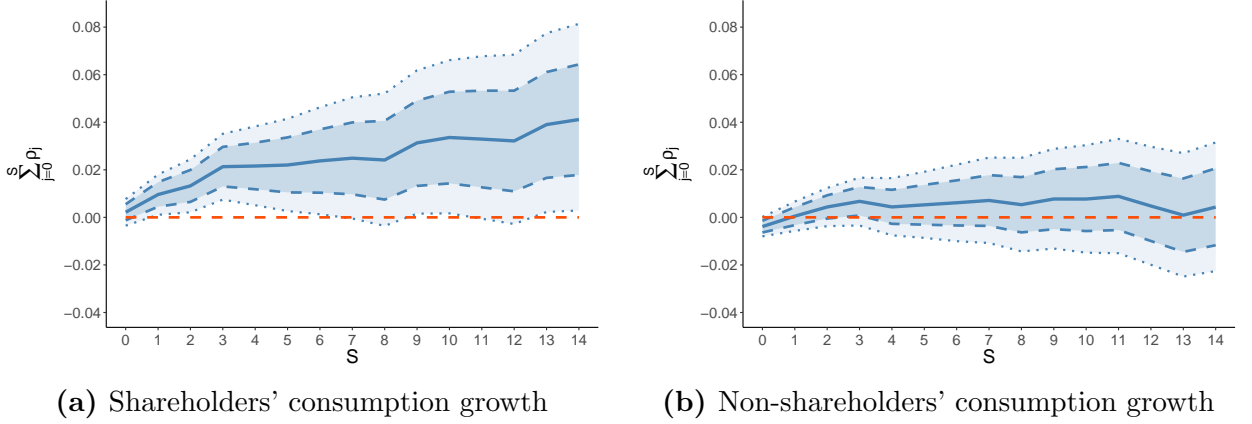 0.08
0.06
0.04
0.02
0.00
−0.02
−0.04
S
∑ ρj
j=0
0 1 2 3 4 5 6 7 8 9 10 11 12 13 14
S
(a) Shareholders’ consumption growth
0.08
0.06
0.04
0.02
0.00
−0.02
−0.04
S
∑ ρj
j=0
0 1 2 3 4 5 6 7 8 9 10 11 12 13 14
S
(b) Non-shareholders’ consumption growth